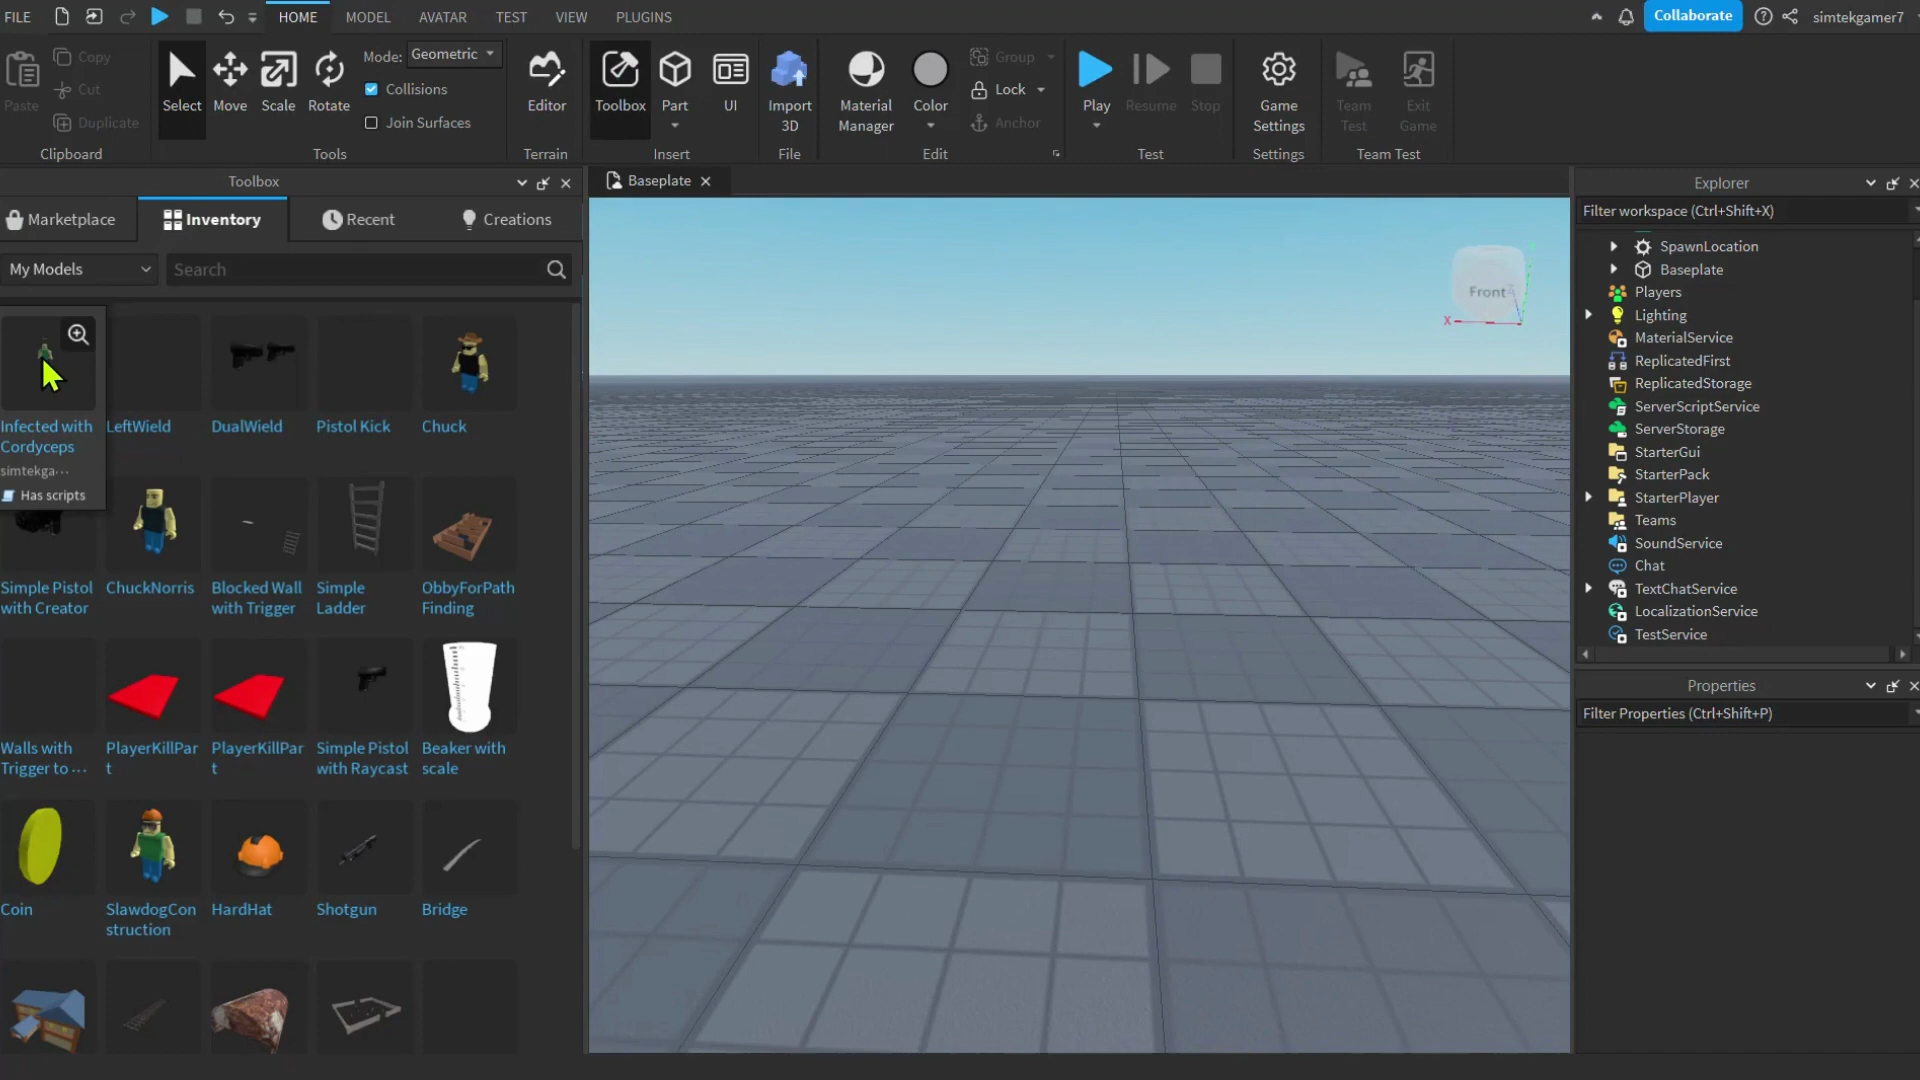 FILE HOME MODEL AVATAR TEST VIEW PLUGINS Collaborate simtekgamer7
Paste Copy Cut Duplicate Clipboard
Select Move Scale Rotate
Mode: Geometric
Collisions
Join Surfaces
Tools
Editor Terrain
Toolbox Part UI Insert
Import 3D File
Material Manager Color Group Lock Anchor Edit
Play Resume Stop Test
Game Settings Settings
Team Test Exit Game Team Test
Toolbox
Marketplace Inventory Recent Creations
My Models Search
Infected with Cordyceps
simtekga...
Has scripts
LeftWield
DualWield
Pistol Kick
Chuck
Simple Pistol with Creator
ChuckNorris
Blocked Wall with Trigger
Simple Ladder
ObbyForPath Finding
Walls with Trigger to ...
PlayerKillPar t
PlayerKillPar t
Simple Pistol with Raycast
Beaker with scale
Coin
SlawdogCon struction
HardHat
Shotgun
Bridge
Baseplate
Front
X
Explorer
Filter workspace (Ctrl+Shift+X)
SpawnLocation
Baseplate
Players
Lighting
MaterialService
ReplicatedFirst
ReplicatedStorage
ServerScriptService
ServerStorage
StarterGui
StarterPack
StarterPlayer
Teams
SoundService
Chat
TextChatService
LocalizationService
TestService
Properties
Filter Properties (Ctrl+Shift+P)